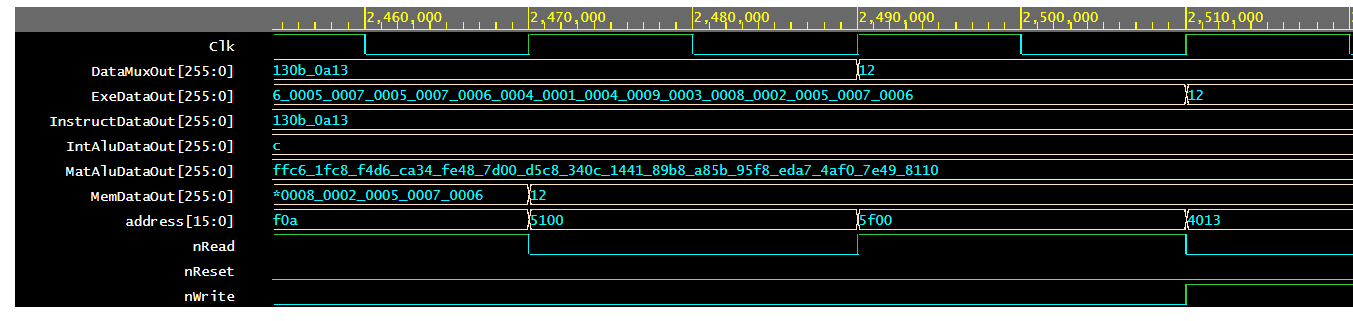 2,460,000 2,470,000 2,480,000 2,490,000 2,500,000 2,510,000
Clk
DataMuxOut[255:0] 130b_0a13 12
ExeDataOut[255:0] 6_0005_0007_0005_0007_0006_0004_0001_0004_0009_0003_0008_0002_0005_0007_0006 12
InstructDataOut[255:0] 130b_0a13
IntAluDataOut[255:0] c
MatAluDataOut[255:0] ffc6_1fc8_f4d6_ca34_fe48_7d00_d5c8_340c_1441_89b8_a85b_95f8_eda7_4af0_7e49_8110
MemDataOut[255:0] *0008_0002_0005_0007_0006 12
address[15:0] f0a 5100 5f00 4013
nRead
nReset
nWrite